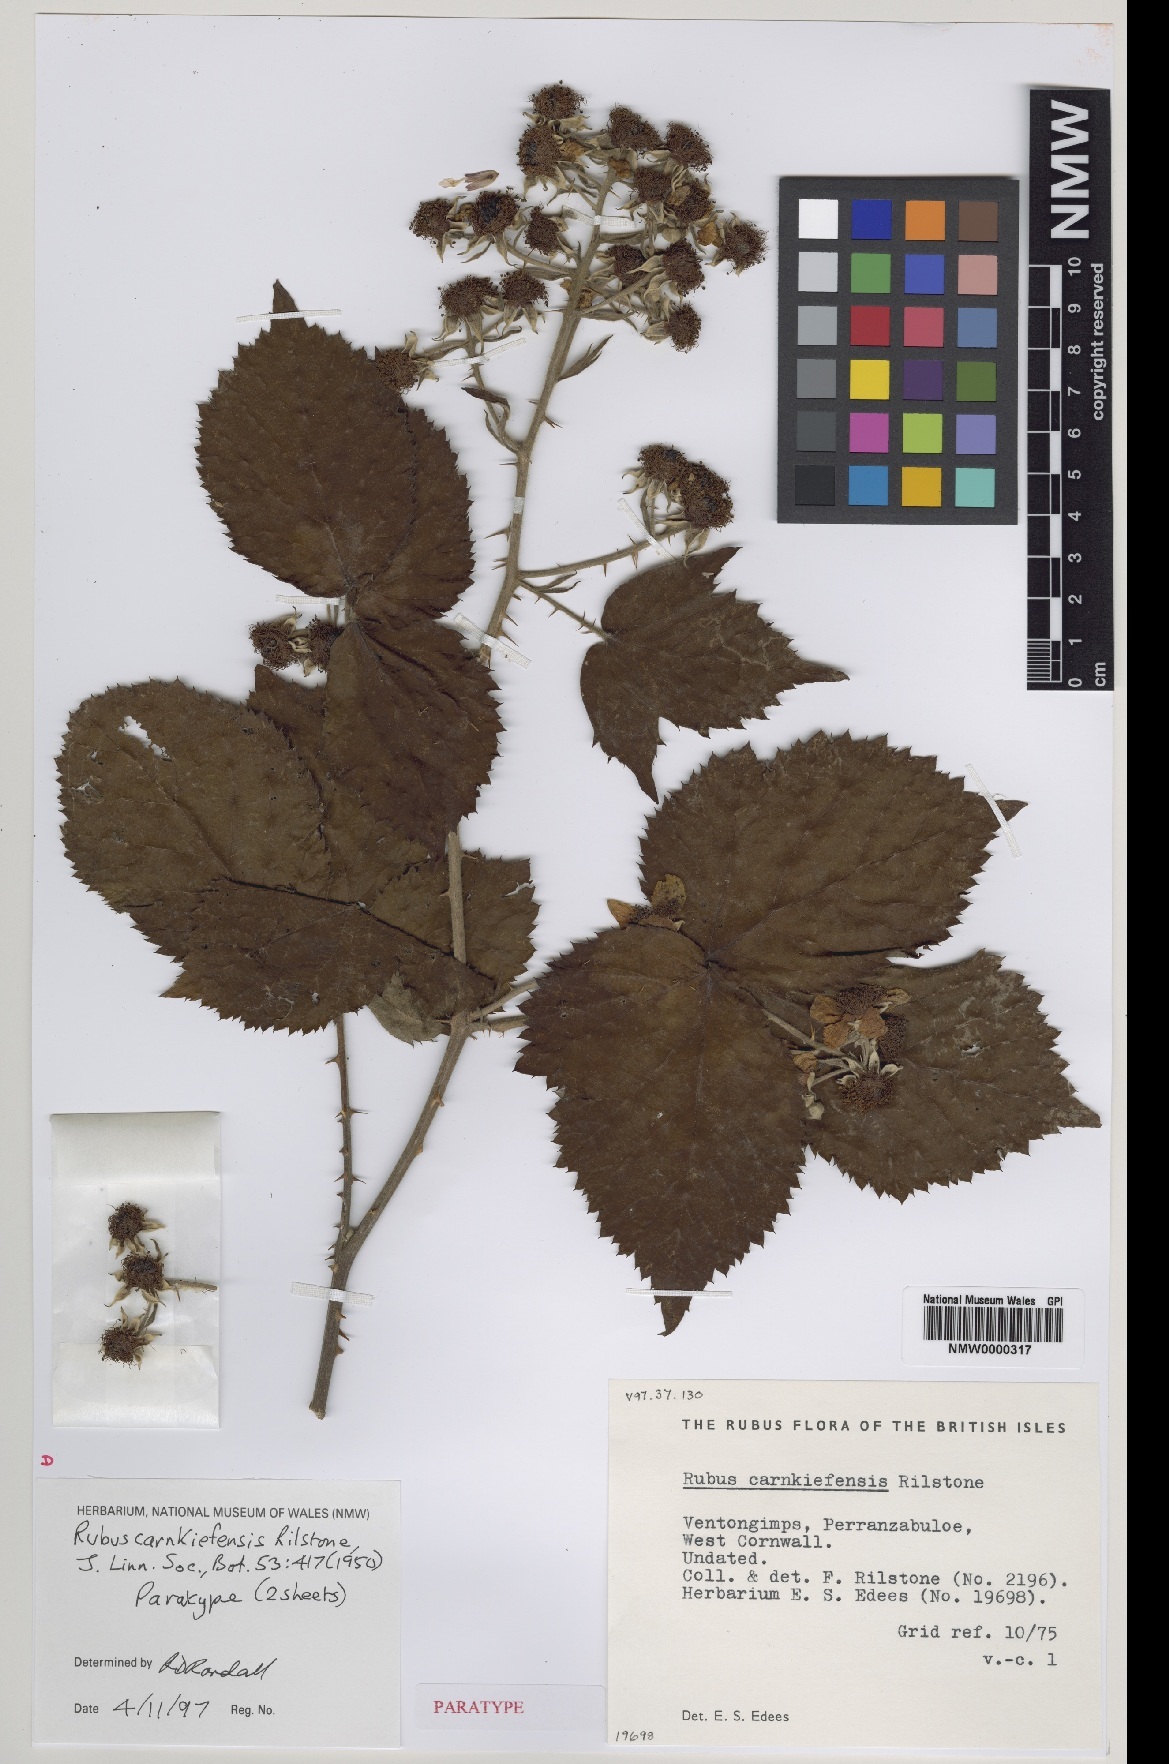 NMW
10
9
8
7
6
5
4
3
2
1
0
cm
copyright reserved
National Museum Wales GPI
NMW0000317
V97.37.130
THE RUBUS FLORA OF THE BRITISH ISLES
Rubus carnkiefensis Rilstone
Ventongimps, Perranzabuloe,
West Cornwall.
Undated.
Coll. & det. F. Rilstone (No. 2196).
Herbarium E. S. Edees (No. 19698).
Grid ref. 10/75
v.-c. 1
Det. E. S. Edees
19698
A
HERBARIUM, NATIONAL MUSEUM OF WALES (NMW)
Rubus carnkiefensis Rilstone,
J. Linn. Soc., Bot. 53:417 (1950)
Paratype (2 sheets)
Determined by RDRandall
Date 4/11/97 Reg. No.
PARATYPE